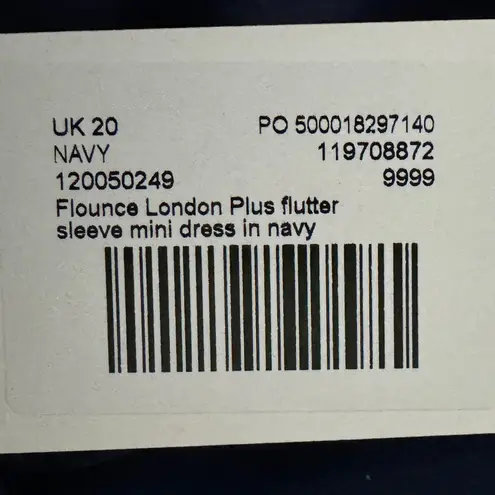 UK 20 PO 500018297140
NAVY 119708872
120050249 9999
Flounce London Plus flutter
sleeve mini dress in navy